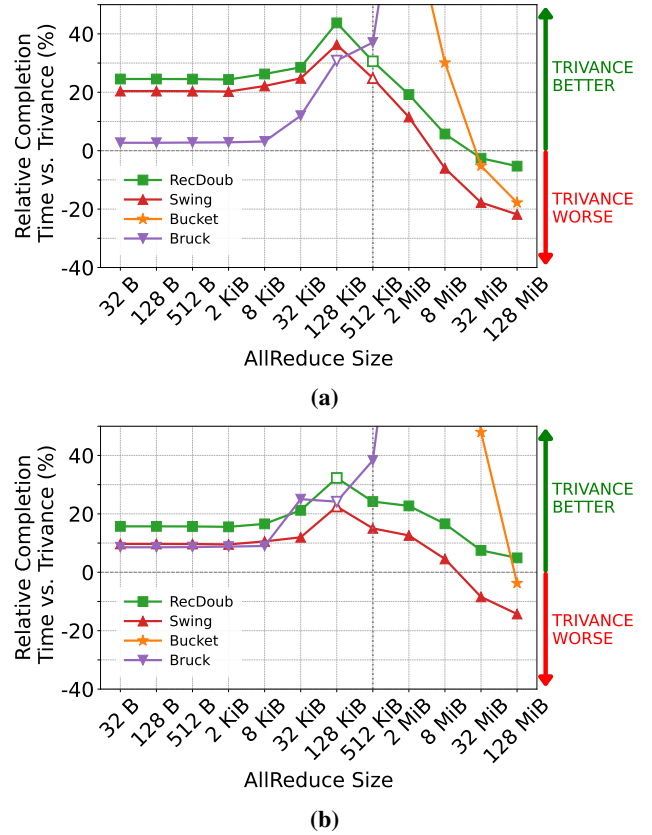 Relative Completion
Time vs. Trivance (%)
40
20
0
-20
-40
RecDoub
Swing
Bucket
Bruck
TRIVANCE
BETTER
TRIVANCE
WORSE
32 B
128 B
512 B
2 KiB
8 KiB
32 KiB
128 KiB
512 KiB
2 MiB
8 MiB
32 MiB
128 MiB
AllReduce Size
(a)
Relative Completion
Time vs. Trivance (%)
40
20
0
-20
-40
RecDoub
Swing
Bucket
Bruck
TRIVANCE
BETTER
TRIVANCE
WORSE
32 B
128 B
512 B
2 KiB
8 KiB
32 KiB
128 KiB
512 KiB
2 MiB
8 MiB
32 MiB
128 MiB
AllReduce Size
(b)